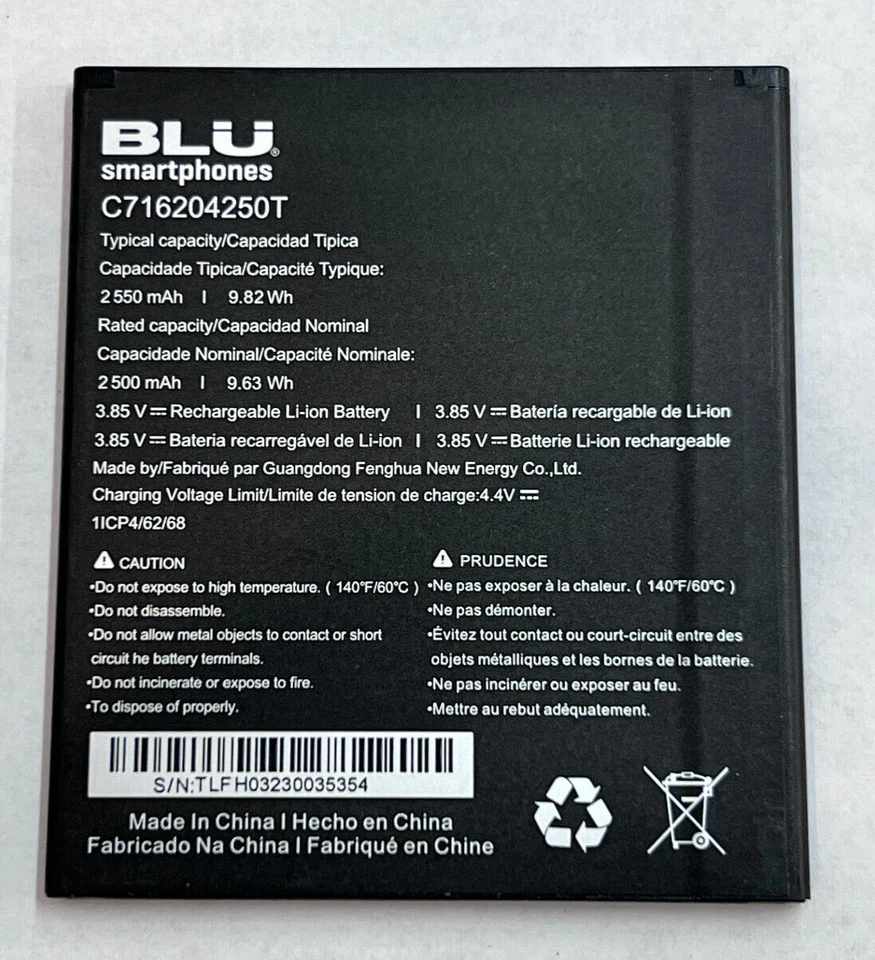 BLU®
smartphones
C716204250T
Typical capacity/Capacidad Tipica
Capacidade Tipica/Capacité Typique:
2550 mAh I 9.82 Wh
Rated capacity/Capacidad Nominal
Capacidade Nominal/Capacité Nominale:
2500 mAh I 9.63 Wh
3.85 V⎓Rechargeable Li-ion Battery I 3.85 V⎓Batería recargable de Li-ion
3.85 V⎓Bateria recarregável de Li-ion I 3.85 V⎓Batterie Li-ion rechargeable
Made by/Fabriqué par Guangdong Fenghua New Energy Co.,Ltd.
Charging Voltage Limit/Limite de tension de charge:4.4V ⎓
1ICP4/62/68
CAUTION
•Do not expose to high temperature. ( 140°F/60°C )
•Do not disassemble.
•Do not allow metal objects to contact or short
circuit he battery terminals.
•Do not incinerate or expose to fire.
•To dispose of properly.
PRUDENCE
•Ne pas exposer à la chaleur. ( 140°F/60°C )
•Ne pas démonter.
•Évitez tout contact ou court-circuit entre des
objets métalliques et les bornes de la batterie.
•Ne pas incinérer ou exposer au feu.
•Mettre au rebut adéquatement.
S/N:TLFH03230035354
Made In China I Hecho en China
Fabricado Na China I Fabriqué en Chine